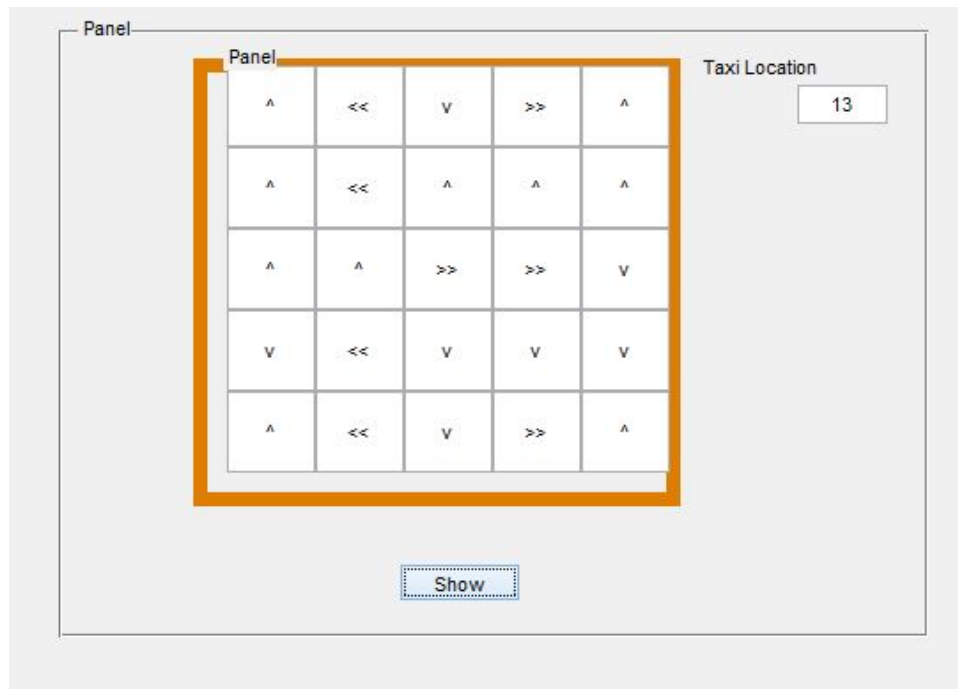 Panel
Panel
Taxi Location
^ << v >> ^
13
^ << ^ ^ ^
^ ^ >> >> v
v << v v v
^ << v >> ^
Show